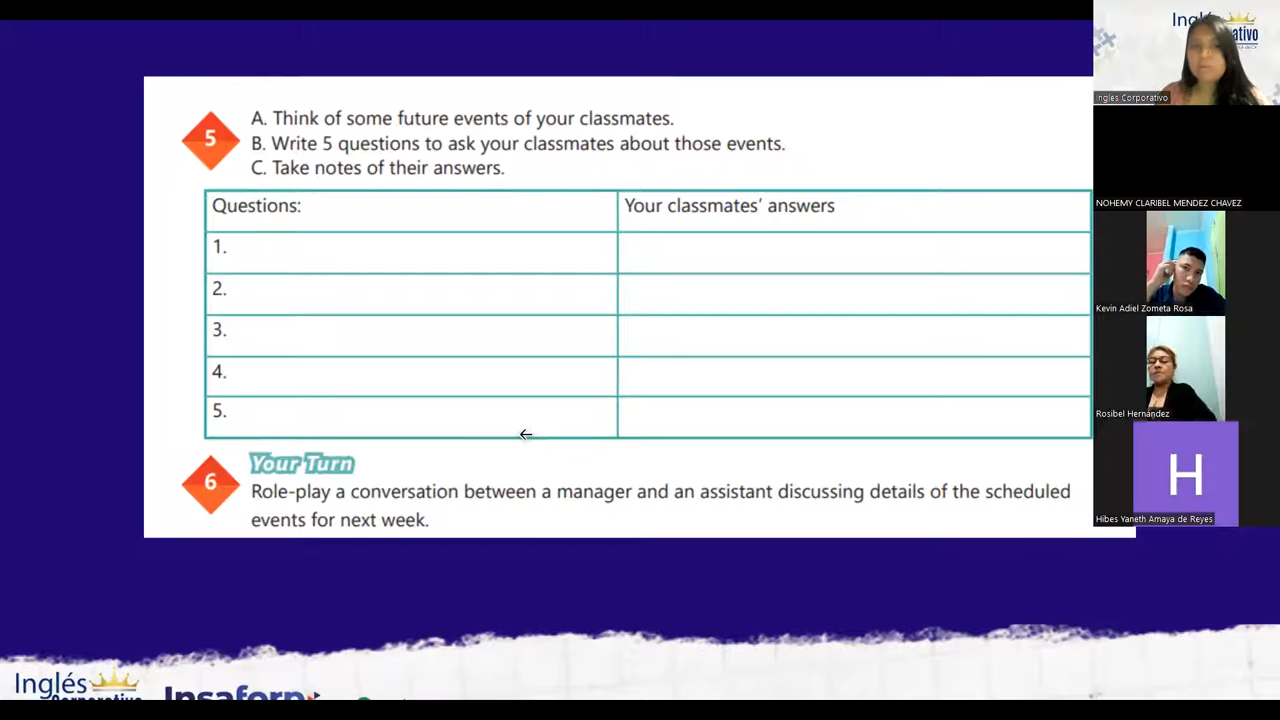 5
A. Think of some future events of your classmates.
B. Write 5 questions to ask your classmates about those events.
C. Take notes of their answers.
Questions:
Your classmates' answers
1.
2.
3.
4.
5.
6
Your Turn
Role-play a conversation between a manager and an assistant discussing details of the scheduled
events for next week.
Inglés Corporativo
NOHEMY CLARIBEL MENDEZ CHAVEZ
Kevin Adiel Zometa Rosa
Rosibel Hernández
H
Hibes Yaneth Amaya de Reyes
Inglés
Corporativo
Insaforp